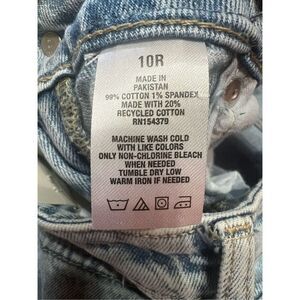 10R
MADE IN
PAKISTAN
99% COTTON 1% SPANDEX
MADE WITH 20%
RECYCLED COTTON
RN154379
MACHINE WASH COLD
WITH LIKE COLORS
ONLY NON-CHLORINE BLEACH
WHEN NEEDED
TUMBLE DRY LOW
WARM IRON IF NEEDED